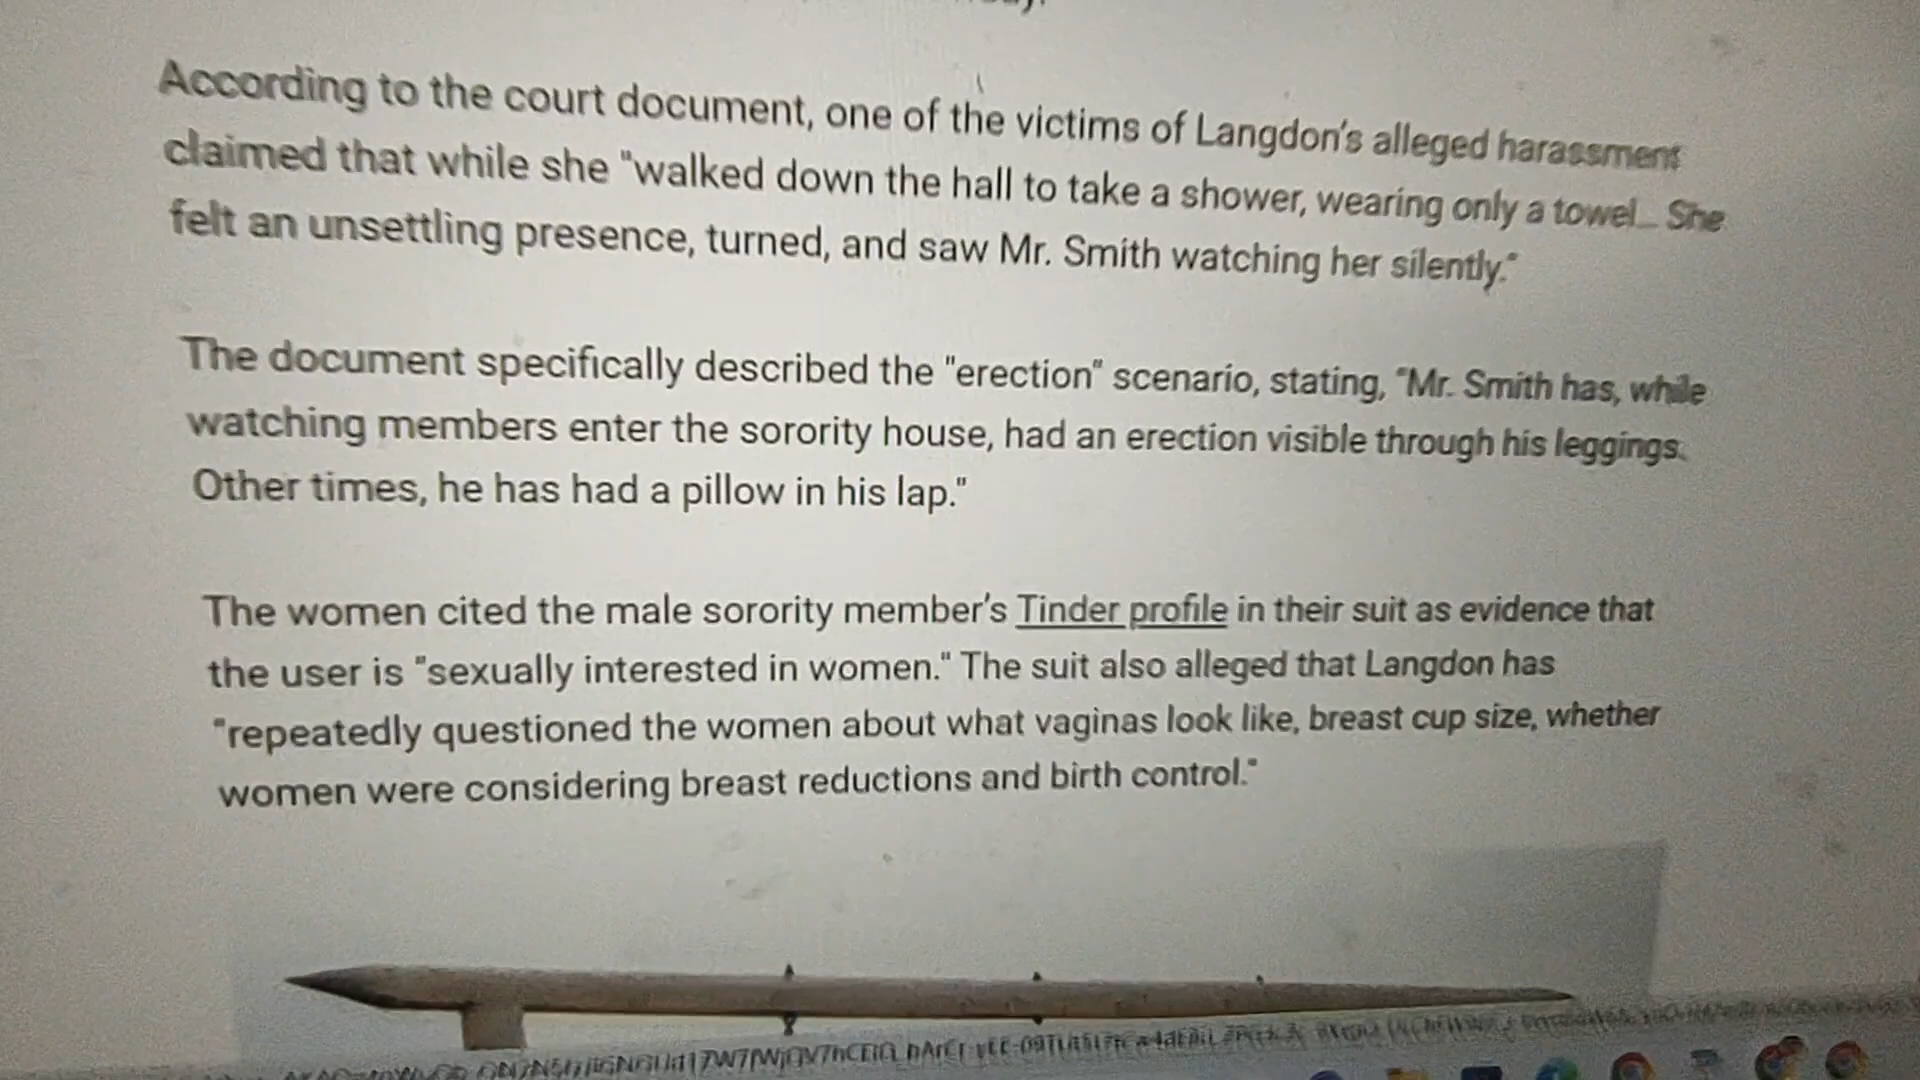 According to the court document, one of the victims of Langdon's alleged harassment
claimed that while she "walked down the hall to take a shower, wearing only a towel... She
felt an unsettling presence, turned, and saw Mr. Smith watching her silently."
The document specifically described the "erection" scenario, stating, "Mr. Smith has, while
watching members enter the sorority house, had an erection visible through his leggings.
Other times, he has had a pillow in his lap."
The women cited the male sorority member's Tinder profile in their suit as evidence that
the user is "sexually interested in women." The suit also alleged that Langdon has
"repeatedly questioned the women about what vaginas look like, breast cup size, whether
women were considering breast reductions and birth control."